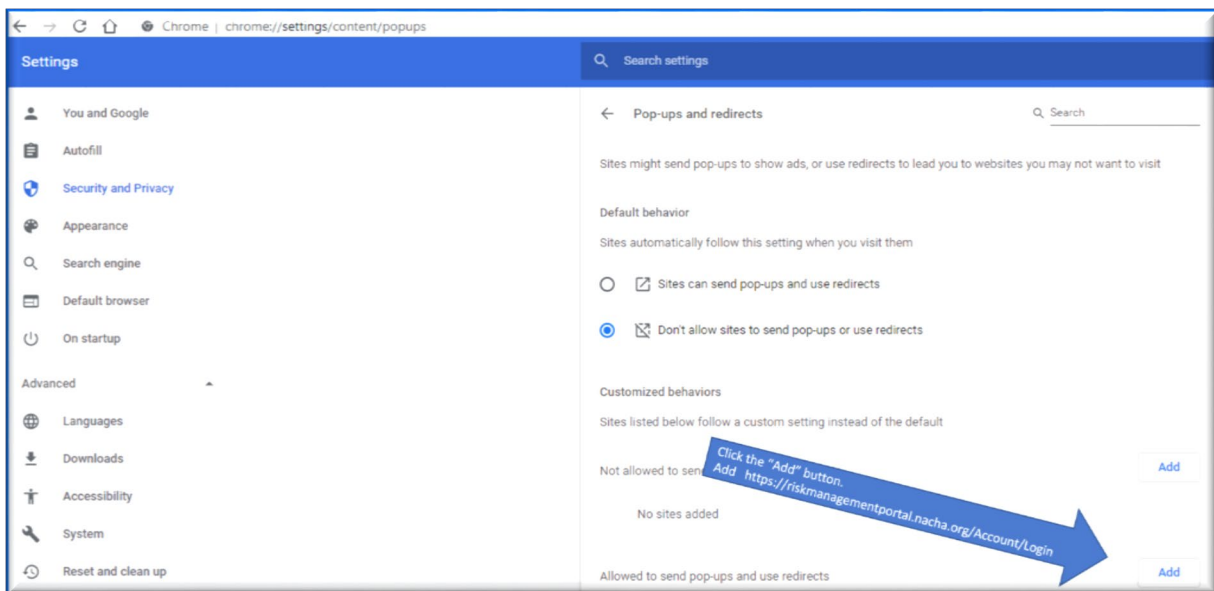 Chrome | chrome://settings/content/popups
Settings
Search settings
You and Google
Autofill
Security and Privacy
Appearance
Search engine
Default browser
On startup
Advanced
Languages
Downloads
Accessibility
System
Reset and clean up
Pop-ups and redirects
Search
Sites might send pop-ups to show ads, or use redirects to lead you to websites you may not want to visit
Default behavior
Sites automatically follow this setting when you visit them
Sites can send pop-ups and use redirects
Don't allow sites to send pop-ups or use redirects
Customized behaviors
Sites listed below follow a custom setting instead of the default
Not allowed to
Add
Click the "Add" button.
Add https://riskmanagementportal.nacha.org/Account/Login
No sites added
Allowed to send pop-ups and use redirects
Add